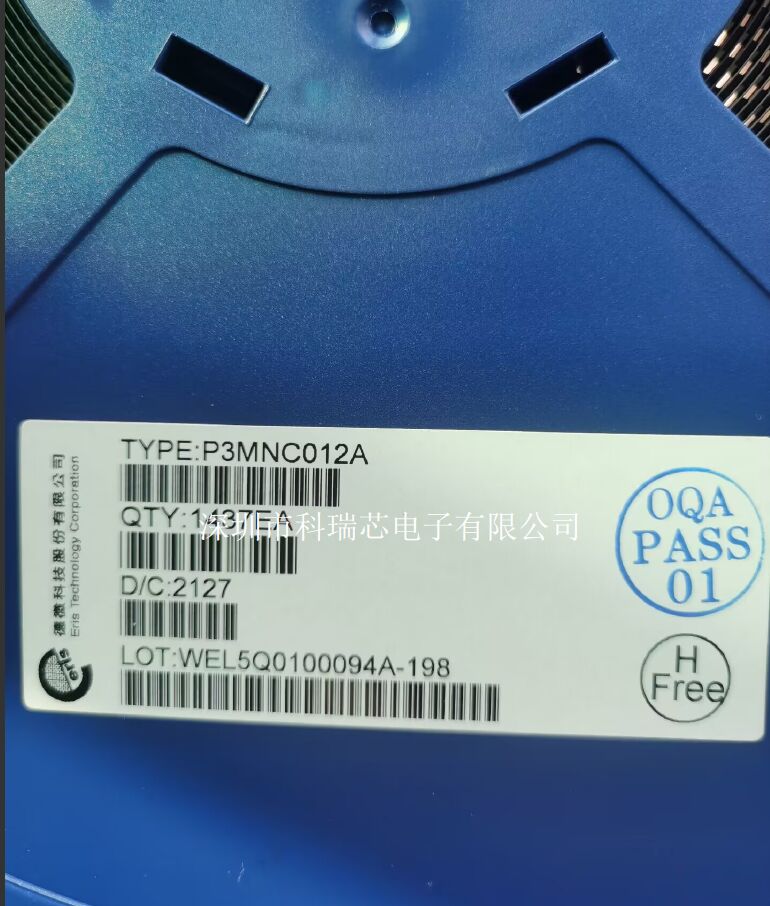 TYPE:P3MNC012A
QTY:1437EA
深圳市科瑞芯电子有限公司
D/C:2127
LOT:WEL5Q0100094A-198
德微科技股份有限公司
Eris Technology Corporation
eris
OQA
PASS
01
H
Free